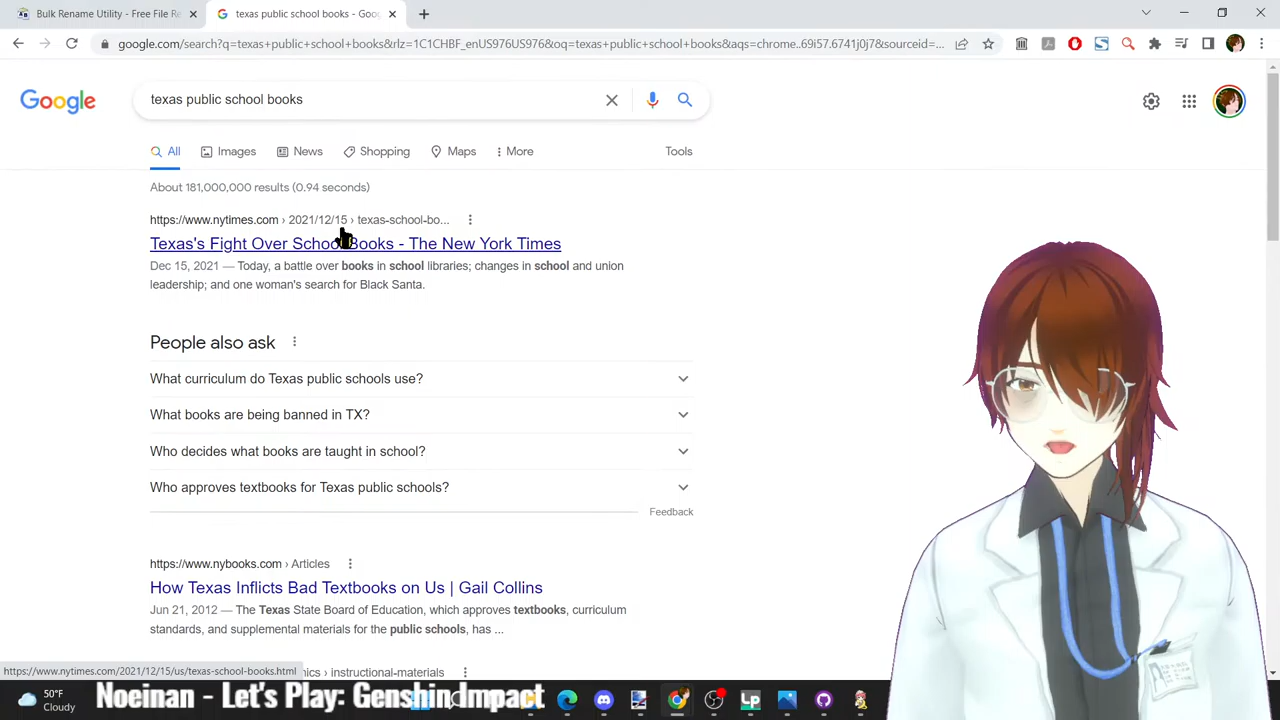 Bulk Rename Utility - Free File R
texas public school books - Goo
google.com/search?q=texas+public+school+books&rlz=1C1CHBF_enUS976US976&oq=texas+public+school+books&aqs=chrome..69i57.6741j0j7&sourceid=...
Google
texas public school books
All
Images
News
Shopping
Maps
More
Tools
About 181,000,000 results (0.94 seconds)
https://www.nytimes.com › 2021/12/15 › texas-school-bo...
Texas's Fight Over School Books - The New York Times
Dec 15, 2021 — Today, a battle over books in school libraries; changes in school and union
leadership; and one woman's search for Black Santa.
People also ask
What curriculum do Texas public schools use?
What books are being banned in TX?
Who decides what books are taught in school?
Who approves textbooks for Texas public schools?
Feedback
https://www.nybooks.com › Articles
How Texas Inflicts Bad Textbooks on Us | Gail Collins
Jun 21, 2012 — The Texas State Board of Education, which approves textbooks, curriculum
standards, and supplemental materials for the public schools, has ...
https://www.nytimes.com/2021/12/15/us/texas-school-books.html
› instructional-materials
50°F
Cloudy
Noeinan - Let's Play: Genshin Impact